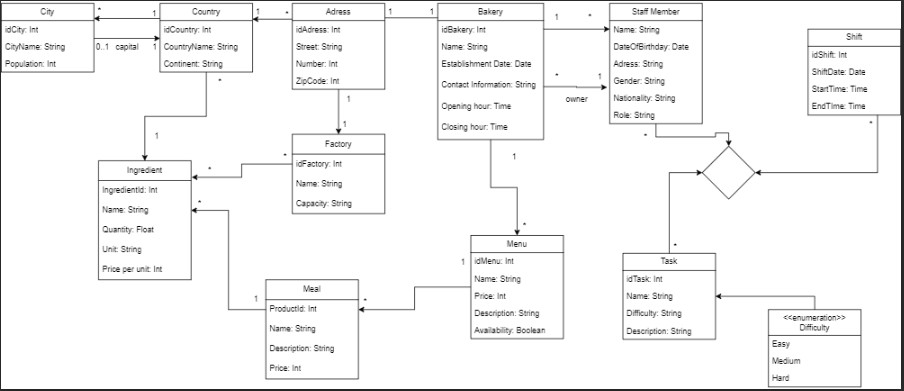 City
idCity: Int
CityName: String
Population: Int
* 1
0..1 capital 1
Country
idCountry: Int
CountryName: String
Continent: String
1 *
* 1
Adress
idAdress: Int
Street: String
Number: Int
ZipCode: Int
1 1
1
1
Bakery
idBakery: Int
Name: String
Establishment Date: Date
Contact Information: String
Opening hour: Time
Closing hour: Time
1 *
* 1
owner
1
*
Staff Member
Name: String
DateOfBirthday: Date
Adress: String
Gender: String
Nationality: String
Role: String
*
Shift
idShift: Int
ShiftDate: Date
StartTime: Time
EndTIme: Time
*
Factory
idFactory: Int
Name: String
Capacity: String
* *
Ingredient
IngredientId: Int
Name: String
Quantity: Float
Unit: String
Price per unit: Int
* 1
Menu
idMenu: Int
Name: String
Price: Int
Description: String
Availability: Boolean
1 *
Meal
ProductId: Int
Name: String
Description: String
Price: Int
*
Task
idTask: Int
Name: String
Difficulty: String
Description: String
<<enumeration>>
Difficulty
Easy
Medium
Hard